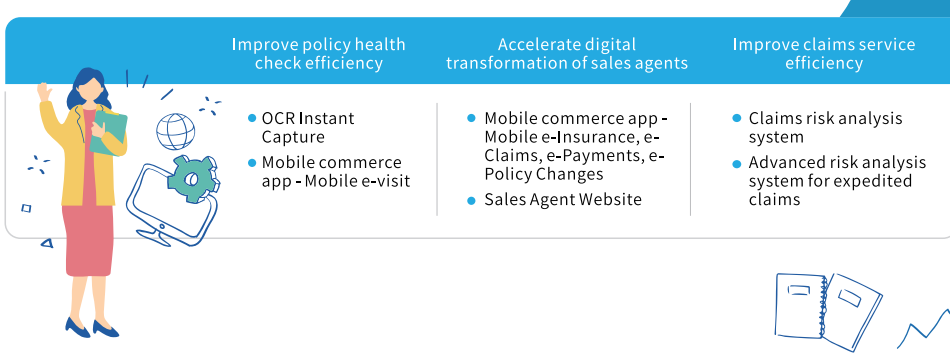 Improve policy health
check efficiency
Accelerate digital
transformation of sales agents
Improve claims service
efficiency
OCR Instant
Capture
Mobile commerce
app - Mobile e-visit
Mobile commerce app -
Mobile e-Insurance, e-
Claims, e-Payments, e-
Policy Changes
Sales Agent Website
Claims risk analysis
system
Advanced risk analysis
system for expedited
claims